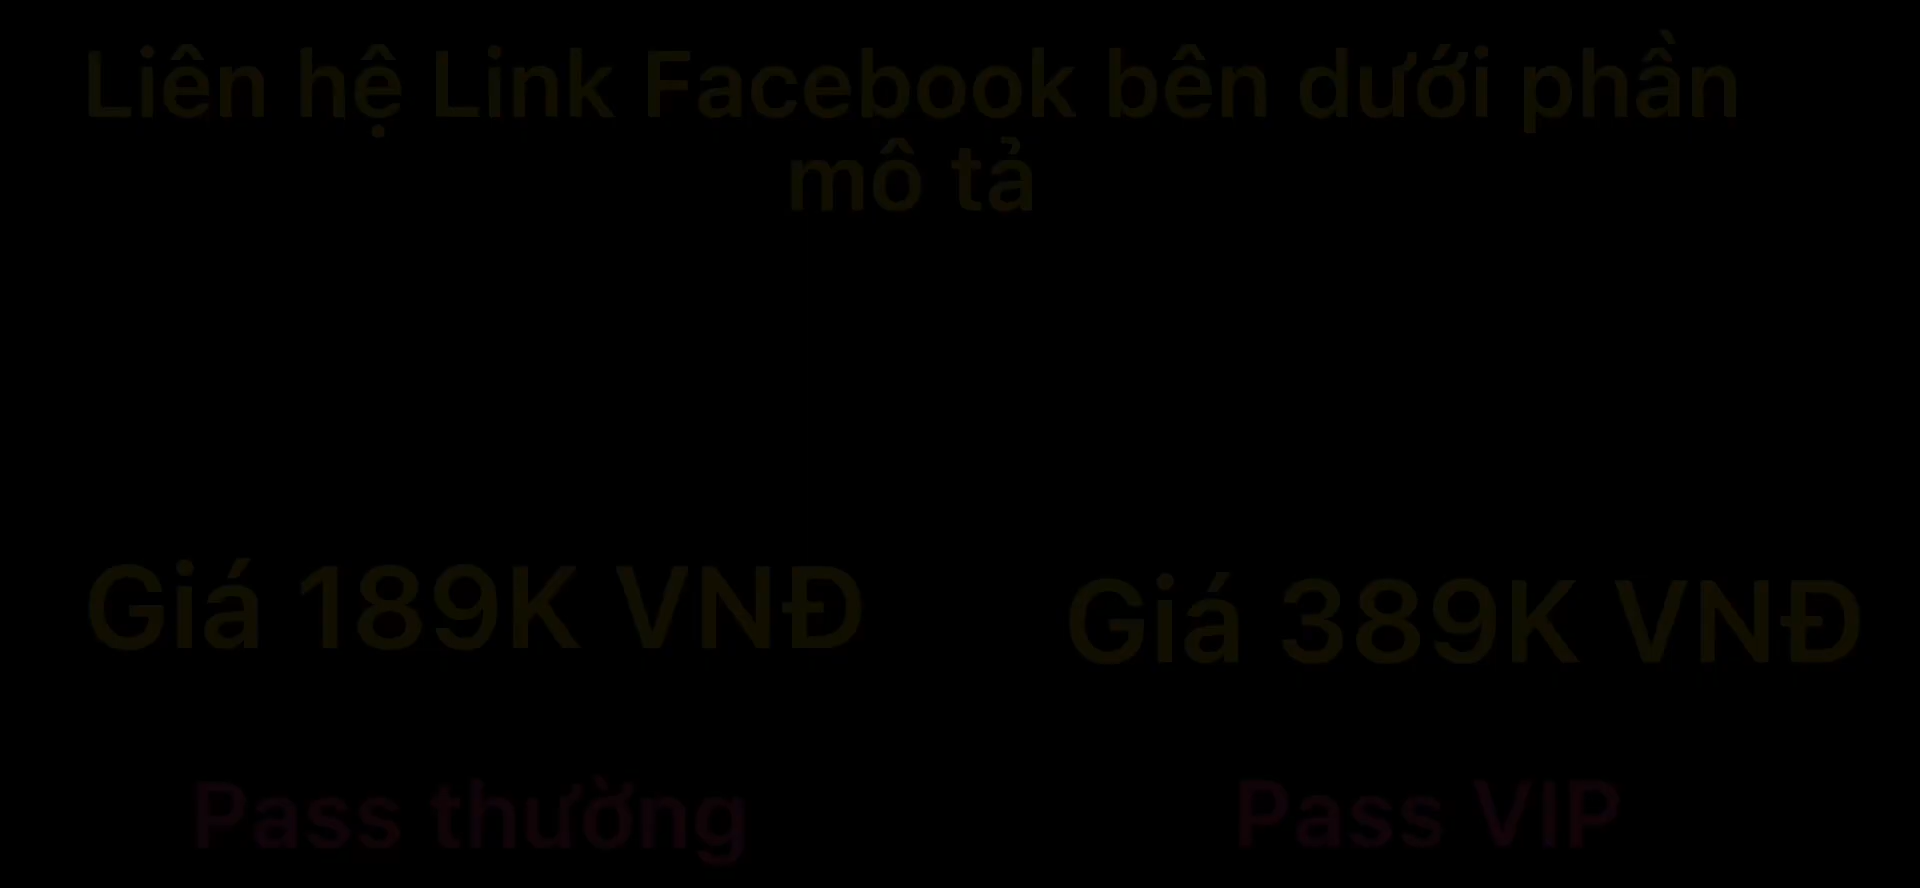 Liên hệ Link Facebook bên dưới phần
mô tả
Giá 189K VNĐ
Giá 389K VNĐ
Pass thường
Pass VIP